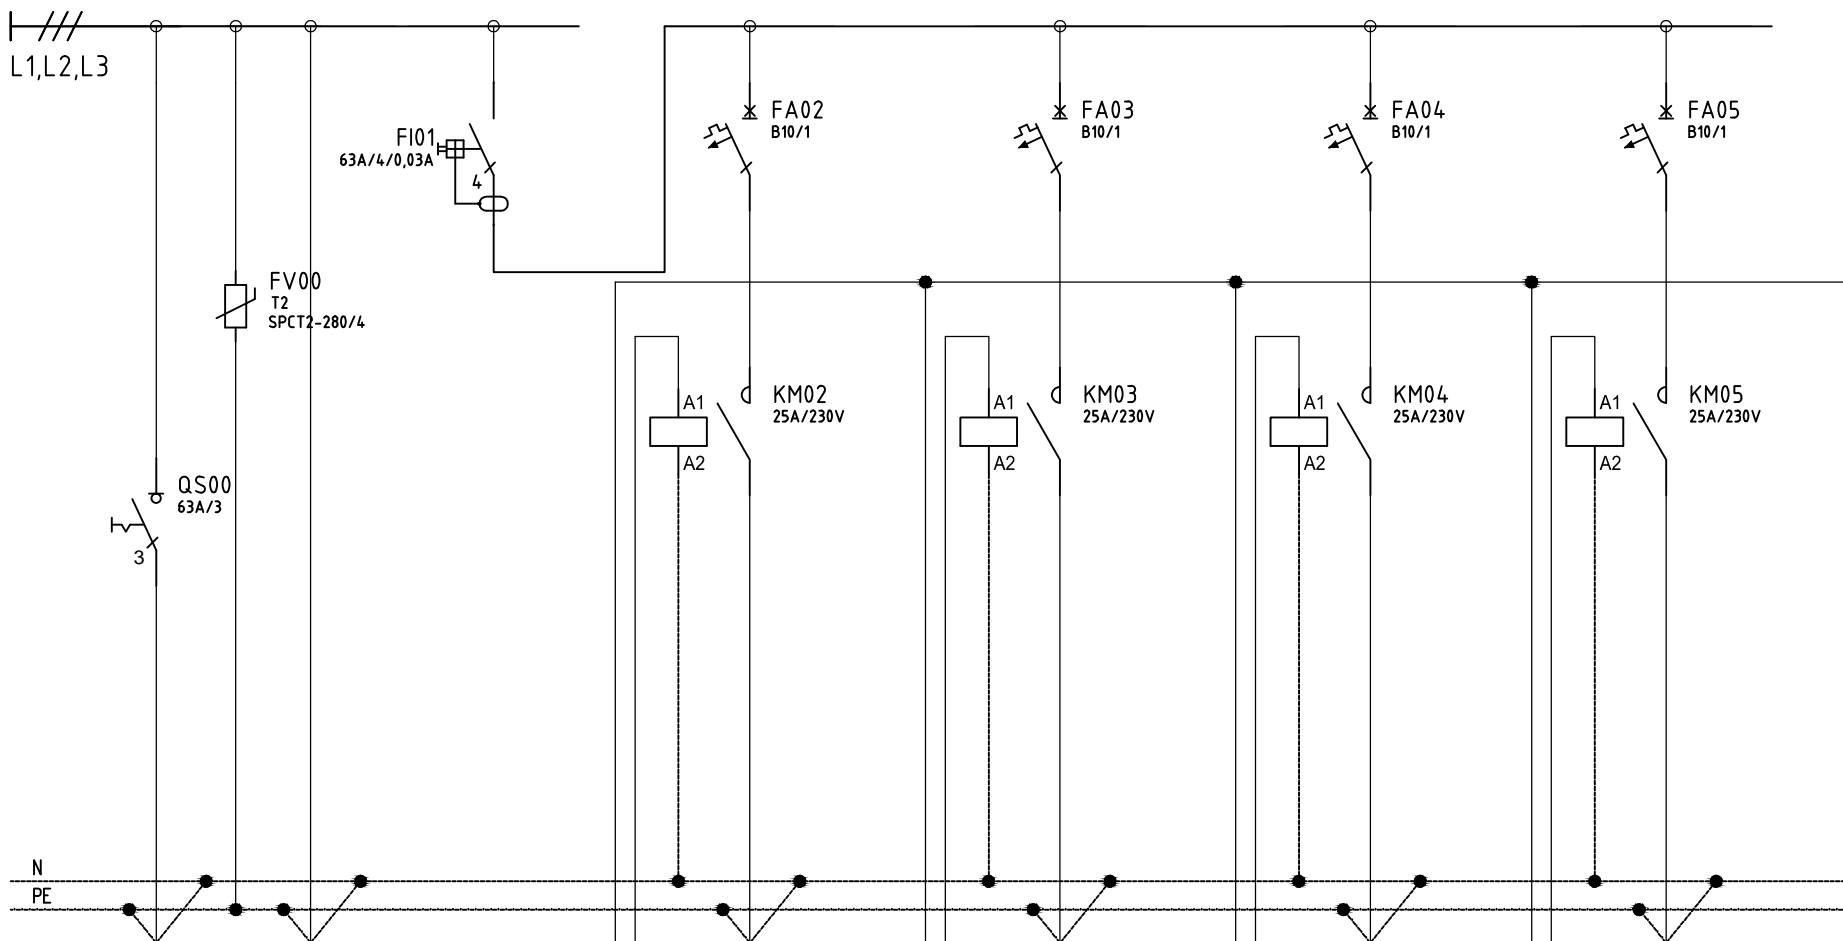 L1,L2,L3
FI01
63A/4/0,03A
4
FA02
B10/1
FA03
B10/1
FA04
B10/1
FA05
B10/1
FV00
T2
SPCT2-280/4
A1
A2
KM02
25A/230V
A1
A2
KM03
25A/230V
A1
A2
KM04
25A/230V
A1
A2
KM05
25A/230V
QS00
63A/3
3
N
PE